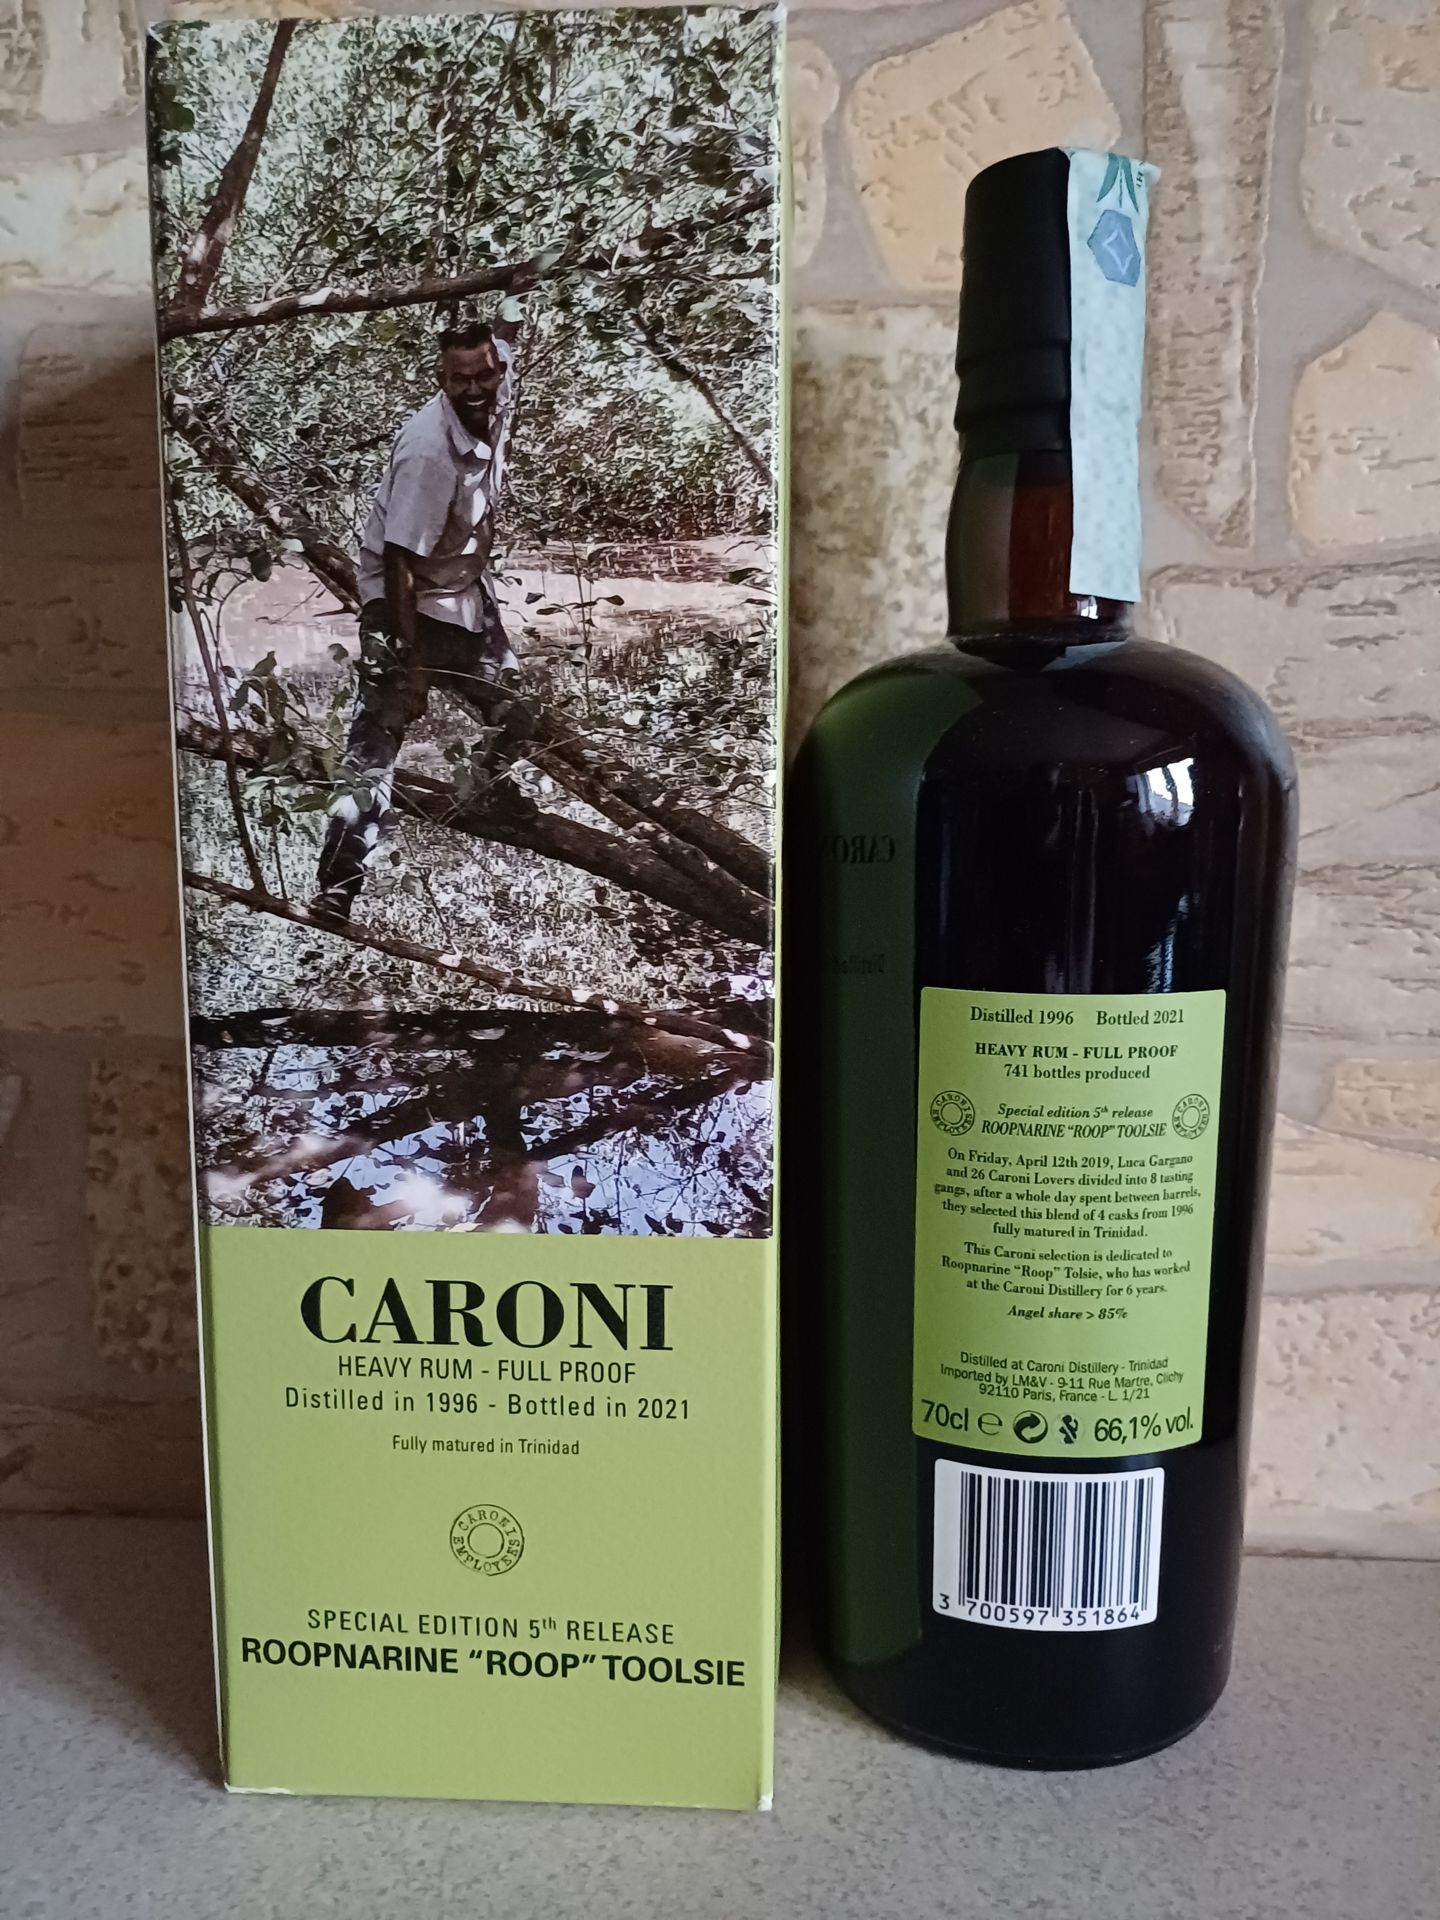 CARONI
HEAVY RUM - FULL PROOF
Distilled in 1996 - Bottled in 2021
Fully matured in Trinidad
CARONI EMPLOYEES
SPECIAL EDITION 5th RELEASE
ROOPNARINE “ROOP” TOOLSIE
Distilled 1996 Bottled 2021
HEAVY RUM - FULL PROOF
741 bottles produced
CARONI EMPLOYEES
Special edition 5th release
CARONI EMPLOYEES
ROOPNARINE “ROOP” TOOLSIE
On Friday, April 12th 2019, Luca Gargano
and 26 Caroni Lovers divided into 8 tasting
gangs, after a whole day spent between barrels,
they selected this blend of 4 casks from 1996
fully matured in Trinidad.
This Caroni selection is dedicated to
Roopnarine “Roop” Tolsie, who has worked
at the Caroni Distillery for 6 years.
Angel share > 85%
Distilled at Caroni Distillery - Trinidad
Imported by LM&V - 9-11 Rue Martre, Clichy
92110 Paris, France - L. 1/21
70cl e 66,1% vol.
3 700597 351864